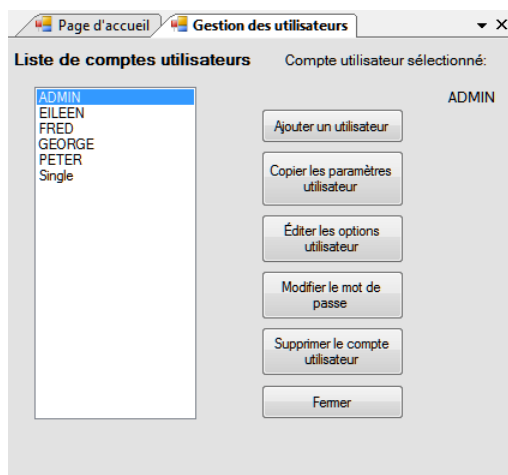 Page d'accueil
Gestion des utilisateurs
Liste de comptes utilisateurs
Compte utilisateur sélectionné:
ADMIN
ADMIN
EILEEN
FRED
GEORGE
PETER
Single
Ajouter un utilisateur
Copier les paramètres
utilisateur
Éditer les options
utilisateur
Modifier le mot de
passe
Supprimer le compte
utilisateur
Fermer